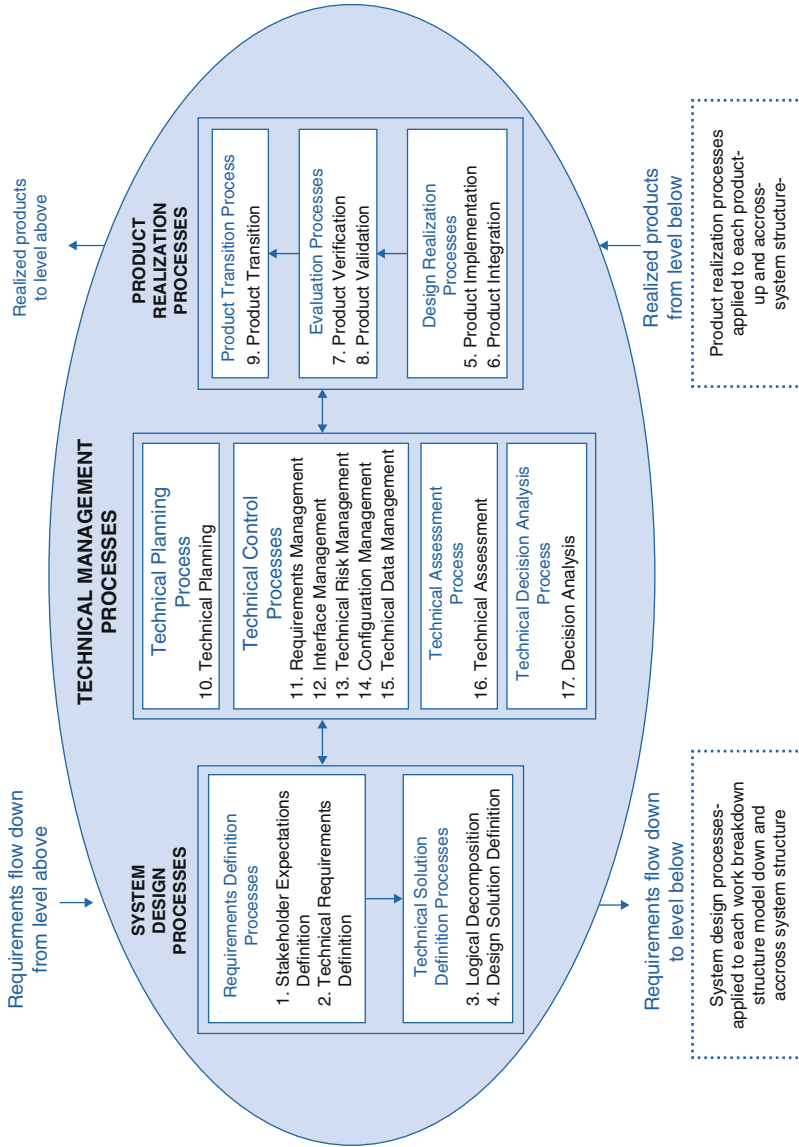 Requirements flow down
from level above
Realized products
to level above
TECHNICAL MANAGEMENT
PROCESSES
SYSTEM
DESIGN
PROCESSES
Requirements Definition
Processes
1. Stakeholder Expectations
Definition
2. Technical Requirements
Definition
Technical Solution
Definition Processes
3. Logical Decomposition
4. Design Solution Definition
Technical Planning
Process
10. Technical Planning
Technical Control
Processes
11. Requirements Management
12. Interface Management
13. Technical Risk Management
14. Configuration Management
15. Technical Data Management
Technical Assessment
Process
16. Technical Assessment
Technical Decision Analysis
Process
17. Decision Analysis
PRODUCT
REALIZATION
PROCESSES
Product Transition Process
9. Product Transition
Evaluation Processes
7. Product Verification
8. Product Validation
Design Realization
Processes
5. Product Implementation
6. Product Integration
Requirements flow down
to level below
Realized products
from level below
System design processes-
applied to each work breakdown
structure model down and
accross system structure
Product realization processes
applied to each product-
up and accross-
system structure-